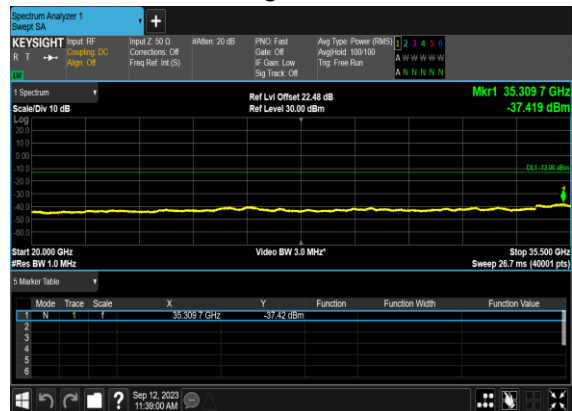 Spectrum Analyzer 1
Swept SA
KEYSIGHT Input: RF Input Z: 50 Ω #Atten: 20 dB PNO: Fast Avg Type: Power (RMS) 1 2 3 4 5 6
R T Coupling: DC Corrections: Off Gate: Off Avg|Hold: 100/100 A W W W W W
Align: Off Freq Ref: Int (S) IF Gain: Low Trig: Free Run
LW Sig Track: Off A N N N N N
1 Spectrum Ref Lvl Offset 22.48 dB Mkr1 35.309 7 GHz
Scale/Div 10 dB Ref Level 30.00 dBm -37.419 dBm
Log
20.0
10.0
0.00
-10.0 DL1 -13.00 dBm
-20.0
-30.0 1
-40.0
-50.0
-60.0
Start 20.000 GHz Video BW 3.0 MHz* Stop 35.500 GHz
#Res BW 1.0 MHz Sweep 26.7 ms (40001 pts)
5 Marker Table
Mode Trace Scale X Y Function Function Width Function Value
1 N 1 f 35.309 7 GHz -37.42 dBm
2
3
4
5
6
? Sep 12, 2023
11:39:00 AM